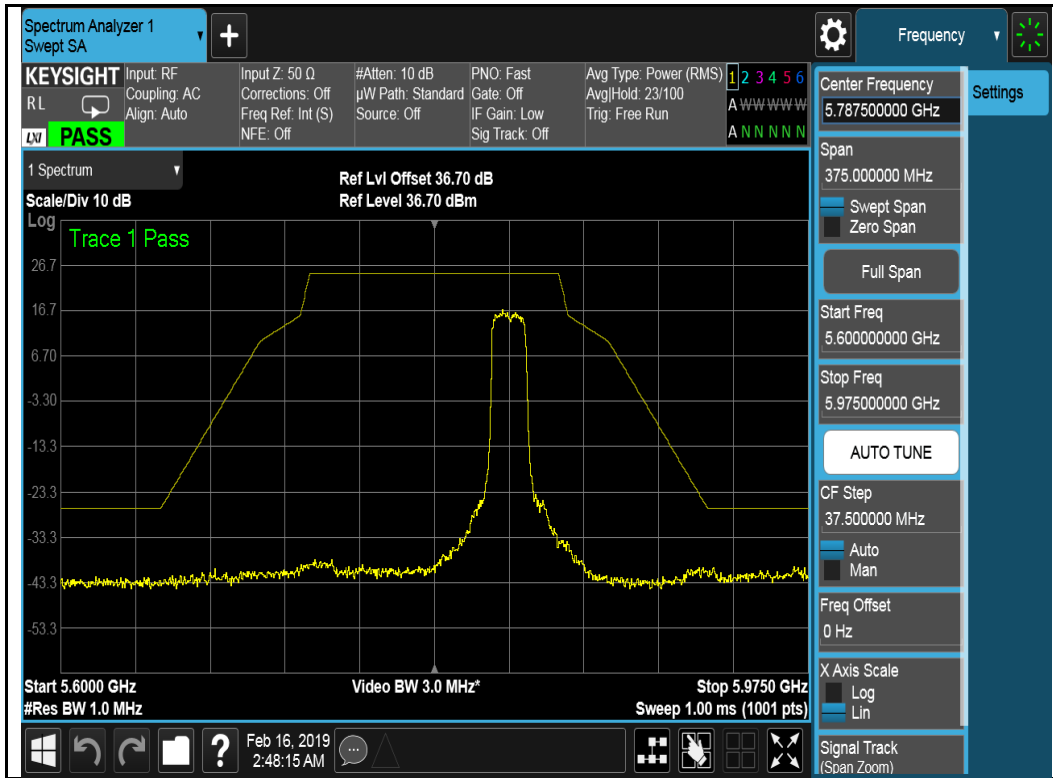 Spectrum Analyzer 1
Swept SA
+
Frequency
KEYSIGHT
R L
LXI PASS
Input: RF
Coupling: AC
Align: Auto
Input Z: 50 Ω
Corrections: Off
Freq Ref: Int (S)
NFE: Off
#Atten: 10 dB
µW Path: Standard
Source: Off
PNO: Fast
Gate: Off
IF Gain: Low
Sig Track: Off
Avg Type: Power (RMS)
Avg|Hold: 23/100
Trig: Free Run
1 2 3 4 5 6
A W W W W W
A N N N N N
1 Spectrum
Scale/Div 10 dB
Ref Lvl Offset 36.70 dB
Ref Level 36.70 dBm
Log
Trace 1 Pass
26.7
16.7
6.70
-3.30
-13.3
-23.3
-33.3
-43.3
-53.3
Start 5.6000 GHz
Video BW 3.0 MHz*
Stop 5.9750 GHz
#Res BW 1.0 MHz
Sweep 1.00 ms (1001 pts)
?
Feb 16, 2019
2:48:15 AM
Center Frequency
5.787500000 GHz
Settings
Span
375.000000 MHz
Swept Span
Zero Span
Full Span
Start Freq
5.600000000 GHz
Stop Freq
5.975000000 GHz
AUTO TUNE
CF Step
37.500000 MHz
Auto
Man
Freq Offset
0 Hz
X Axis Scale
Log
Lin
Signal Track
(Span Zoom)